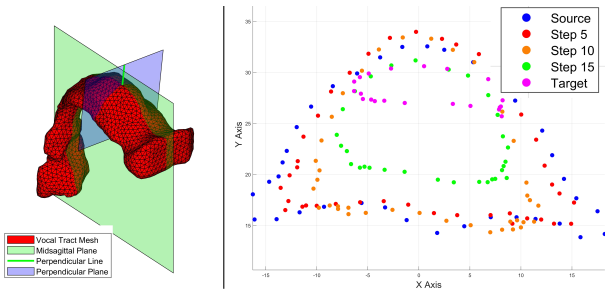 Vocal Tract Mesh
Midsagittal Plane
Perpendicular Line
Perpendicular Plane
Source
Step 5
Step 10
Step 15
Target
Y Axis
35
30
25
20
15
-15
-10
-5
0
5
10
15
X Axis